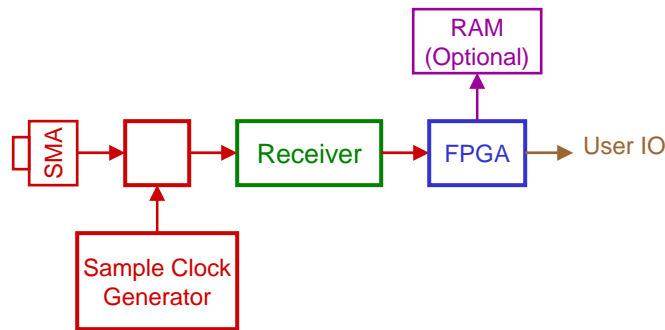 RAM
(Optional)
SMA
Receiver
FPGA
User IO
Sample Clock
Generator